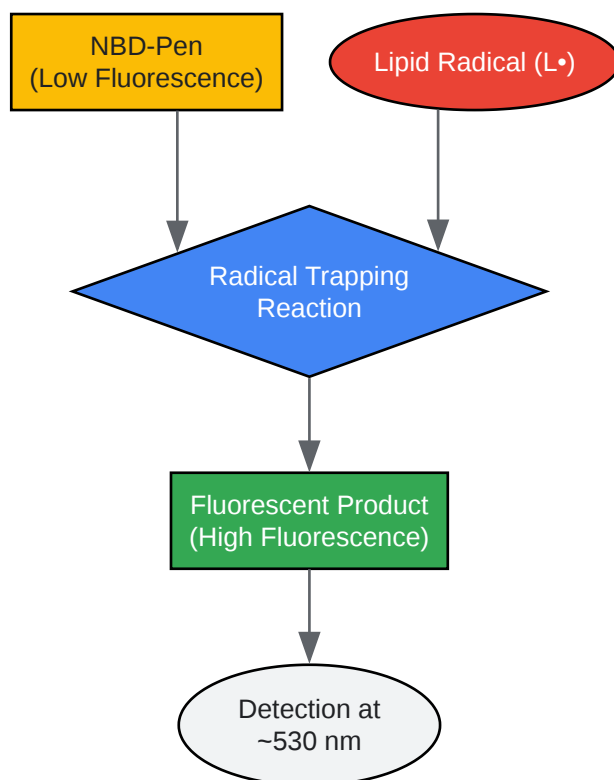 NBD-Pen
(Low Fluorescence)
Lipid Radical (L•)
Radical Trapping
Reaction
Fluorescent Product
(High Fluorescence)
Detection at
~530 nm